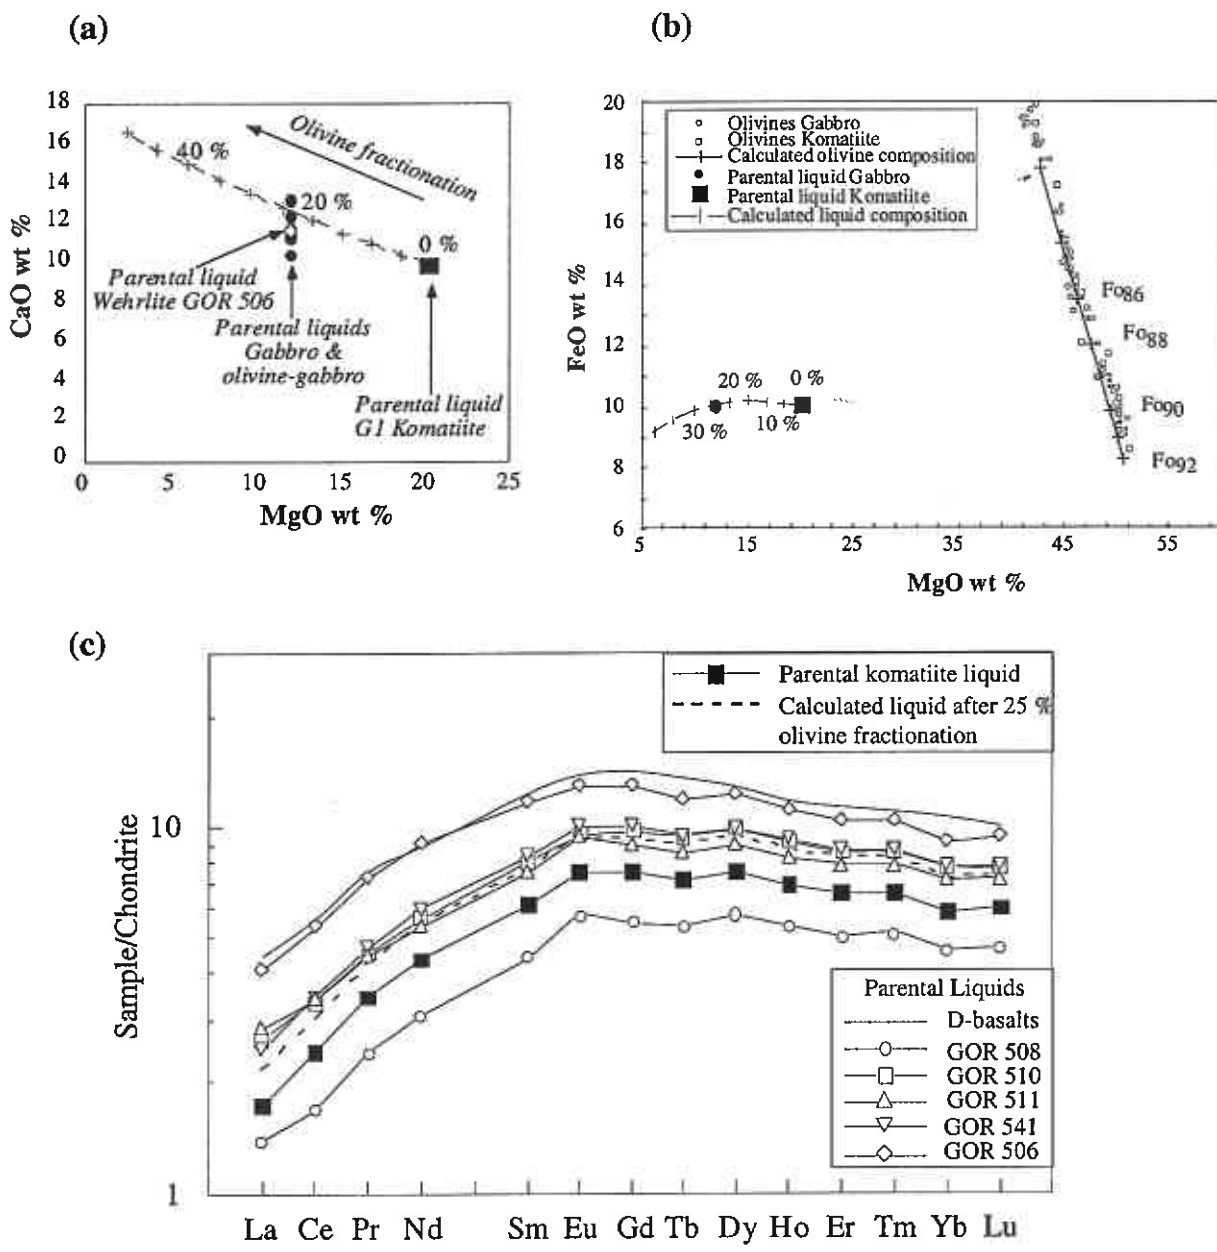 (a)
(b)
18
16
14
12
10
8
6
4
2
0
CaO wt %
Olivine fractionation
40 %
20 %
0 %
Parental liquid
Wehrlite GOR 506
Parental liquids
Gabbro &
olivine-gabbro
Parental liquid
G1 Komatiite
0
5
10
15
20
25
MgO wt %
20
18
16
14
12
10
8
6
FeO wt %
Olivines Gabbro
Olivines Komatiite
Calculated olivine composition
Parental liquid Gabbro
Parental liquid Komatiite
Calculated liquid composition
Fo86
Fo88
Fo90
Fo92
20 %
0 %
30 %
10 %
5
15
25
35
45
55
MgO wt %
(c)
Parental komatiite liquid
Calculated liquid after 25 %
olivine fractionation
10
1
Sample/Chondrite
Parental Liquids
D-basalts
GOR 508
GOR 510
GOR 511
GOR 541
GOR 506
La Ce Pr Nd Sm Eu Gd Tb Dy Ho Er Tm Yb Lu